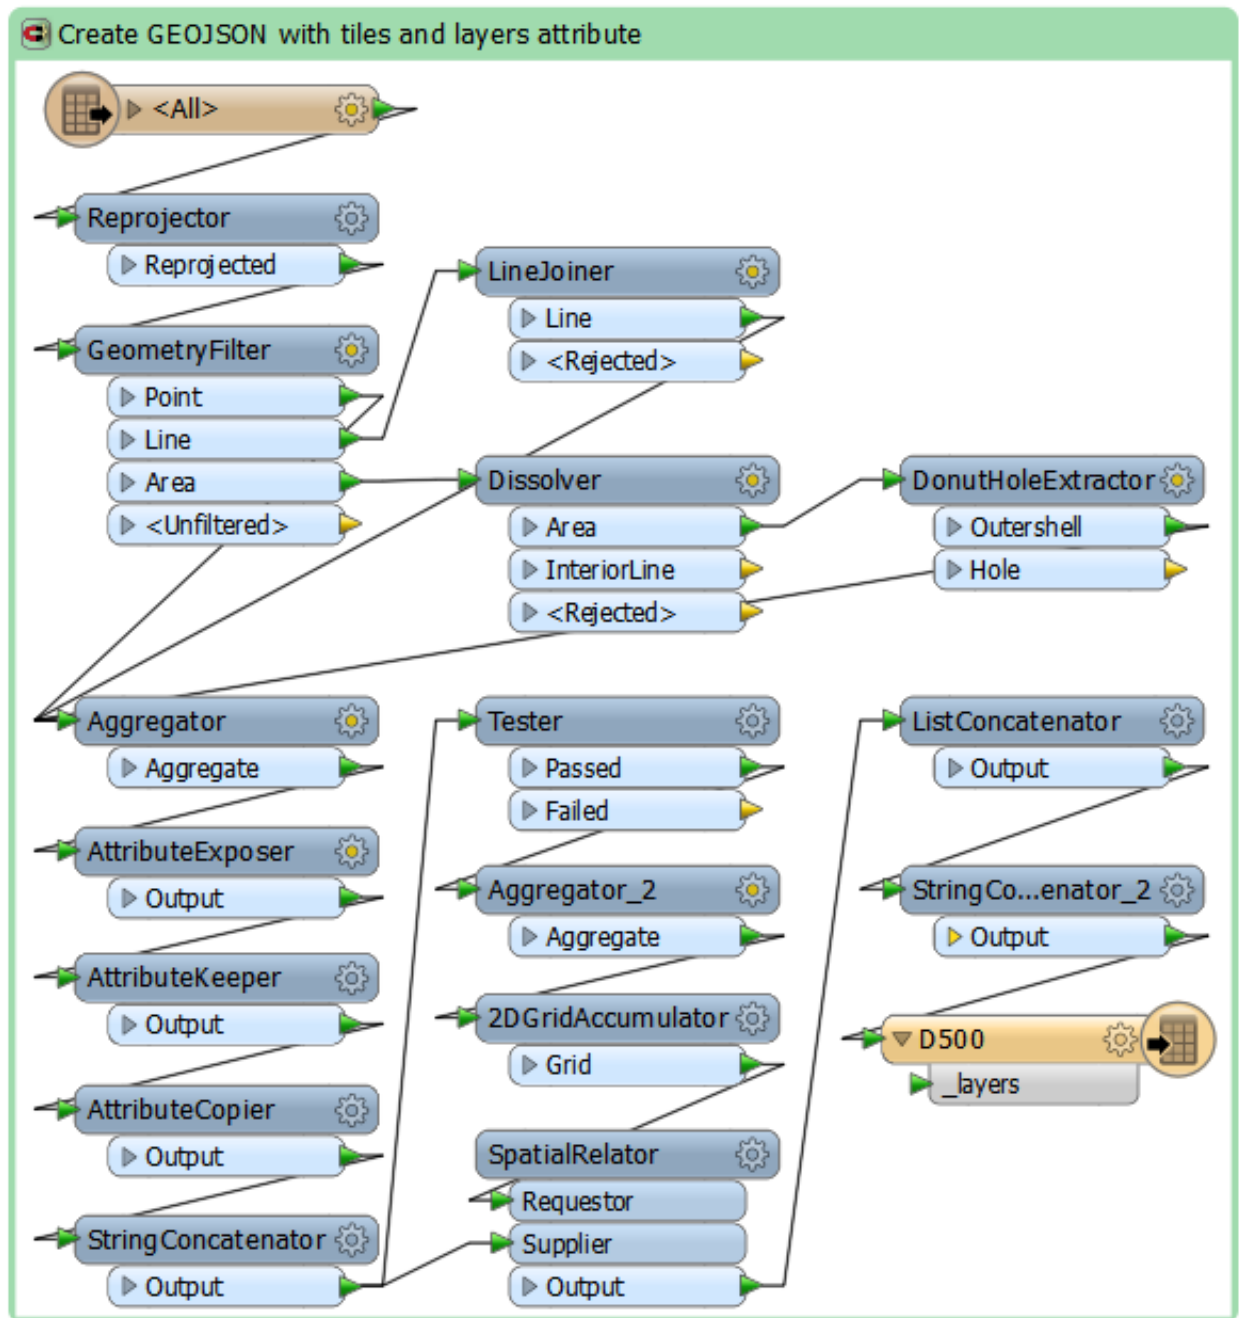 Create GEOJSON with tiles and layers attribute
<All>
Reprojector
Reprojected
GeometryFilter
Point
Line
Area
<Unfiltered>
LineJoiner
Line
<Rejected>
Dissolver
Area
InteriorLine
<Rejected>
DonutHoleExtractor
Outershell
Hole
Aggregator
Aggregate
AttributeExposer
Output
AttributeKeeper
Output
AttributeCopier
Output
StringConcatenator
Output
Tester
Passed
Failed
Aggregator_2
Aggregate
2DGridAccumulator
Grid
SpatialRelator
Requestor
Supplier
Output
ListConcatenator
Output
StringCo...enator_2
Output
D500
_layers